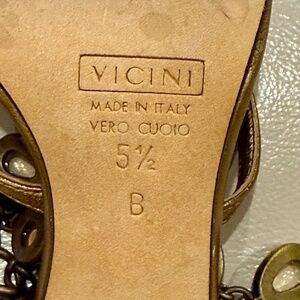 VICINI
MADE IN ITALY
VERO CUOIO
5½
B